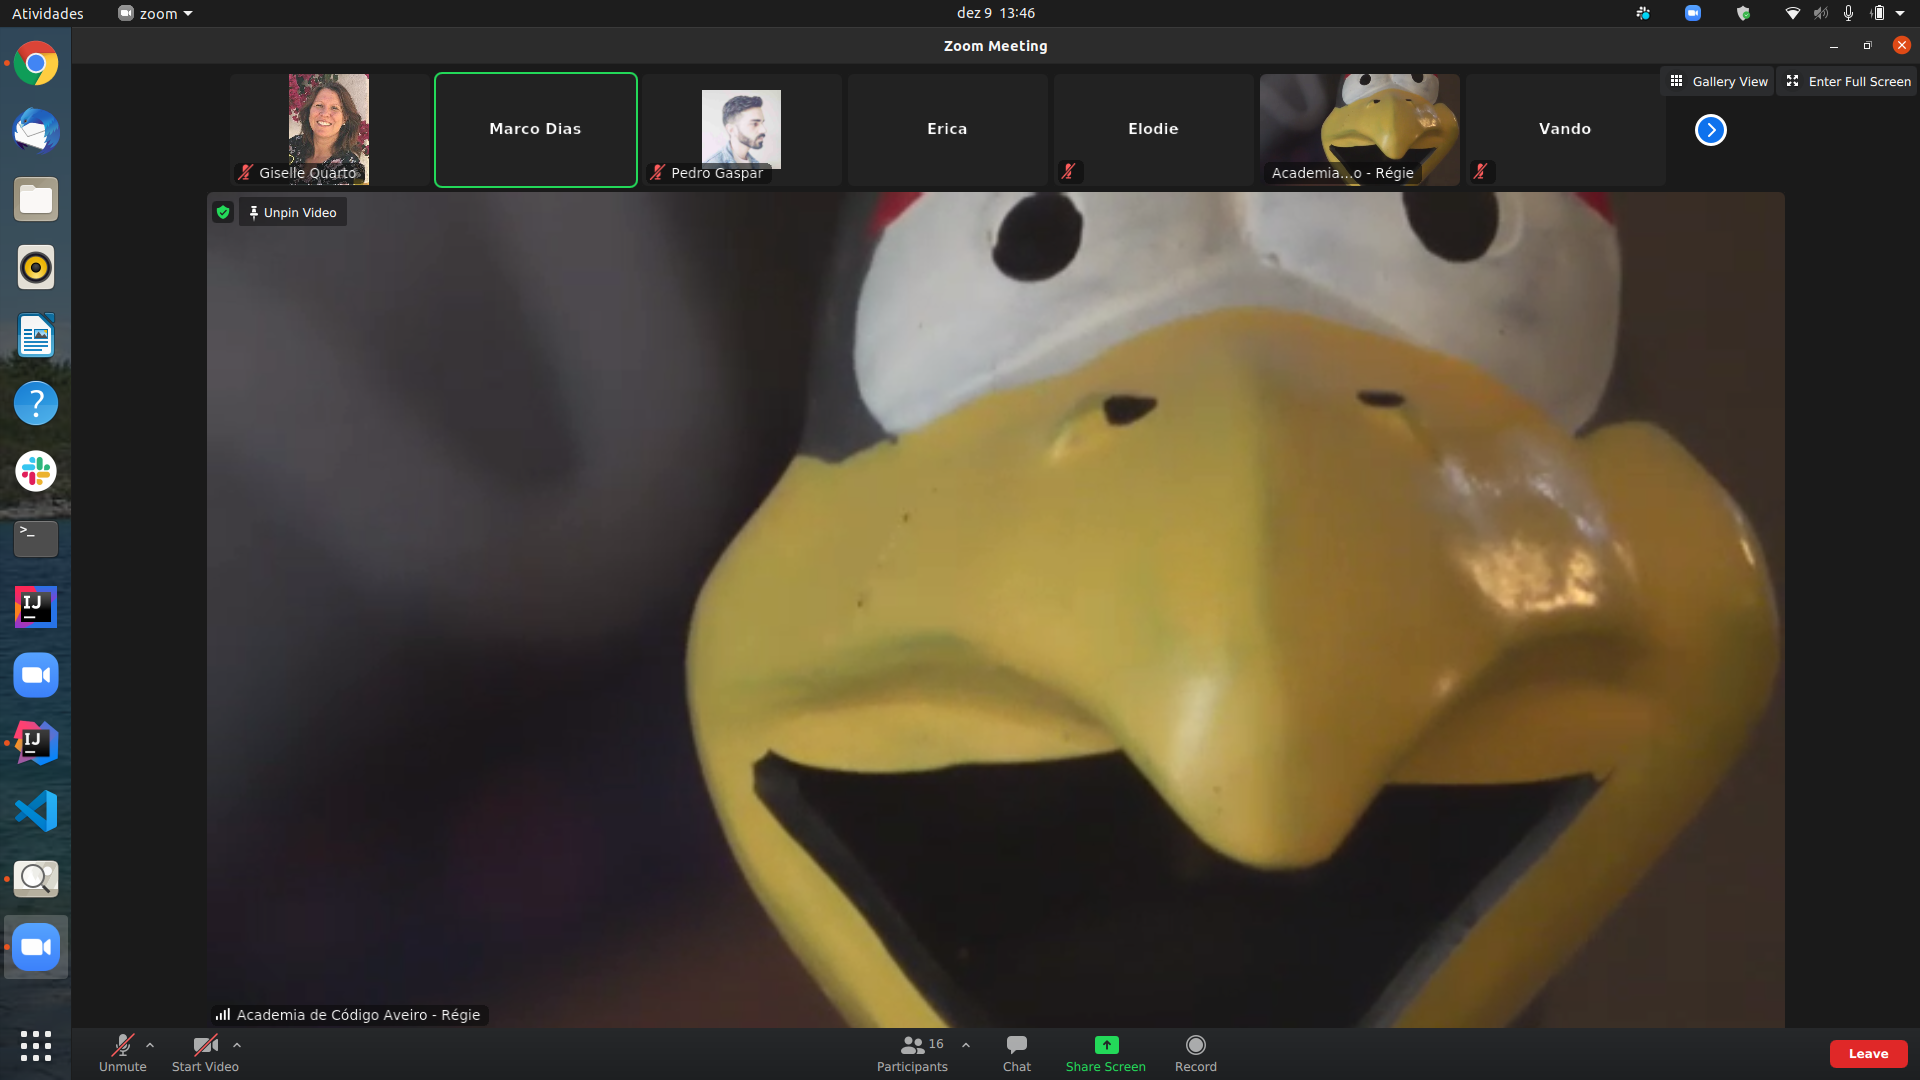 Atividades
zoom
dez 9 13:46
Zoom Meeting
Gallery View
Enter Full Screen
Giselle Quarto
Marco Dias
Pedro Gaspar
Erica
Elodie
Academia...o - Régie
Vando
Unpin Video
?
>_
IJ
IJ
Academia de Código Aveiro - Régie
Unmute
Start Video
16
Participants
Chat
Share Screen
Record
Leave